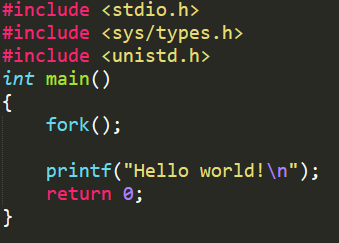 #include <stdio.h>
#include <sys/types.h>
#include <unistd.h>
int main()
{
    fork();

    printf("Hello world!\n");
    return 0;
}